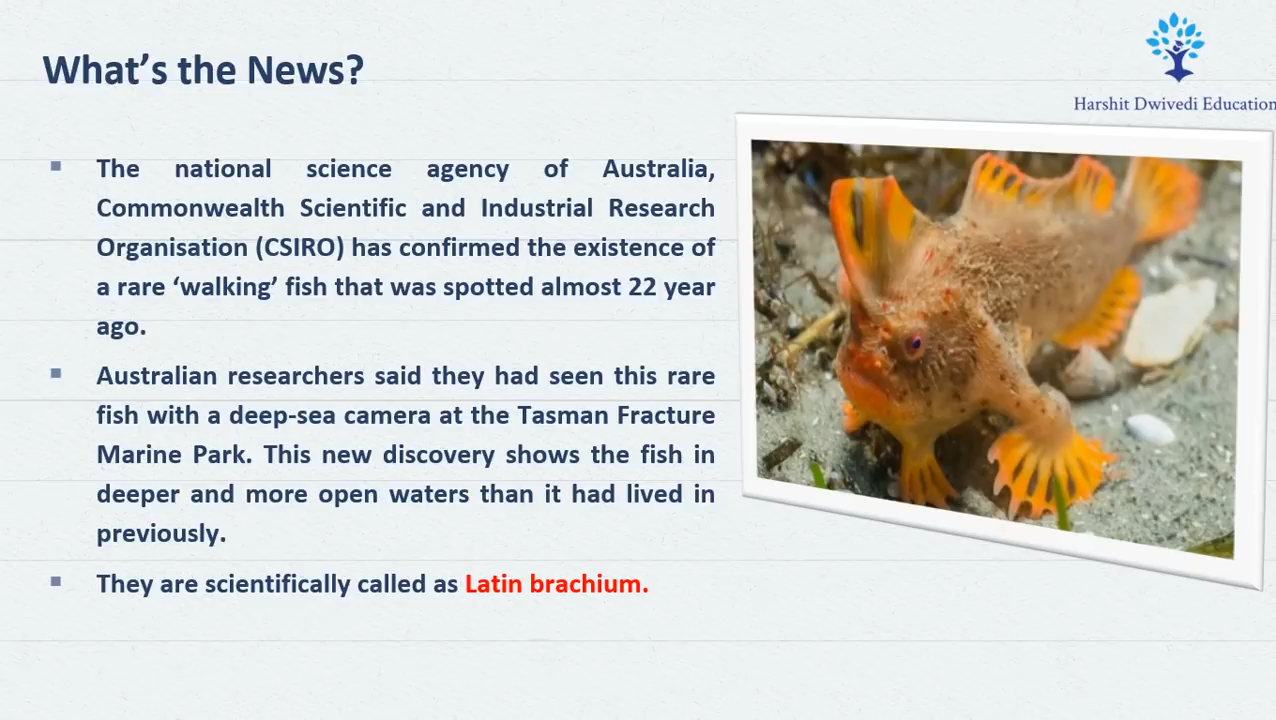 What's the News?
Harshit Dwivedi Education
The national science agency of Australia,
Commonwealth Scientific and Industrial Research
Organisation (CSIRO) has confirmed the existence of
a rare ‘walking’ fish that was spotted almost 22 year
ago.
Australian researchers said they had seen this rare
fish with a deep-sea camera at the Tasman Fracture
Marine Park. This new discovery shows the fish in
deeper and more open waters than it had lived in
previously.
They are scientifically called as Latin brachium.